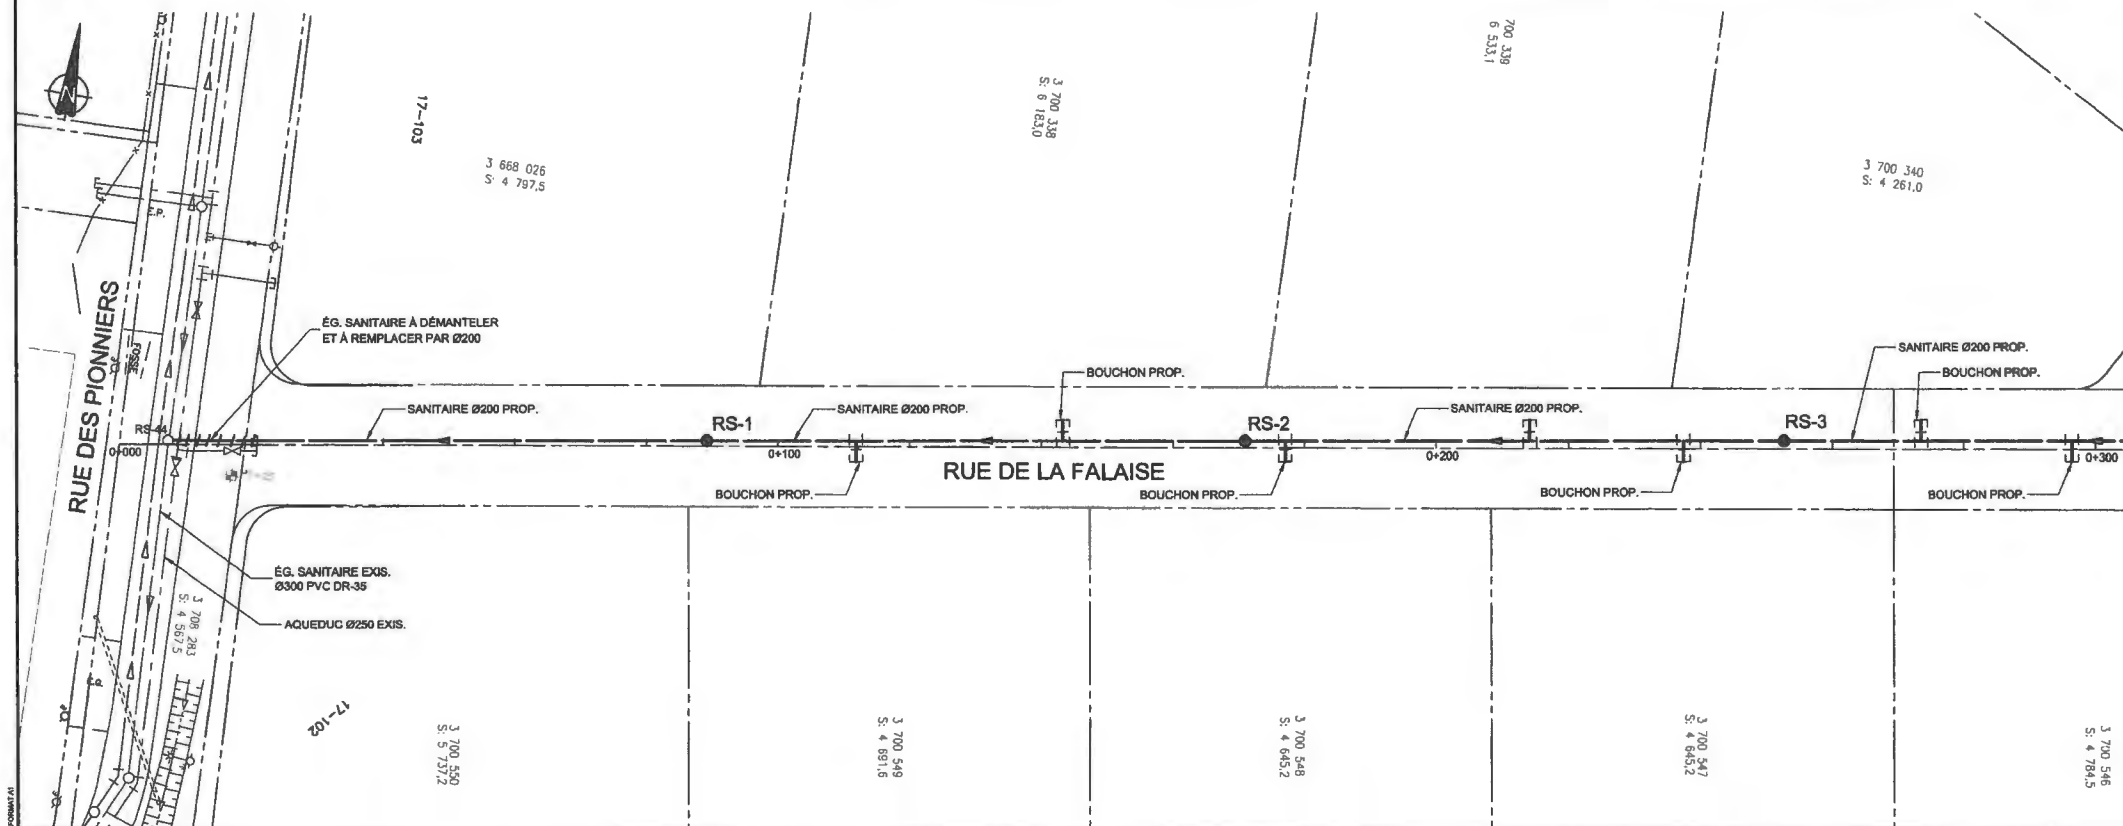 N
17-103
3 668 026
S: 4 797,5
3 700 338
S: 6 183,0
700 339
6 533,1
3 700 340
S: 4 261,0
E.P.
RUE DES PIONNIERS
FOSSÉ
ÉG. SANITAIRE À DÉMANTELER
ET À REMPLACER PAR Ø200
RS-44
0+000
SANITAIRE Ø200 PROP.
RS-1
SANITAIRE Ø200 PROP.
0+100
BOUCHON PROP.
BOUCHON PROP.
RUE DE LA FALAISE
RS-2
BOUCHON PROP.
SANITAIRE Ø200 PROP.
0+200
BOUCHON PROP.
RS-3
SANITAIRE Ø200 PROP.
BOUCHON PROP.
BOUCHON PROP.
0+300
ÉG. SANITAIRE EXIS.
Ø300 PVC DR-35
AQUEDUC Ø250 EXIS.
3 708 283
S: 4 567,5
17-102
3 700 550
S: 5 737,2
3 700 549
S: 4 691,6
3 700 548
S: 4 645,2
3 700 547
S: 4 645,2
3 700 546
S: 4 784,5
FORMAT A1